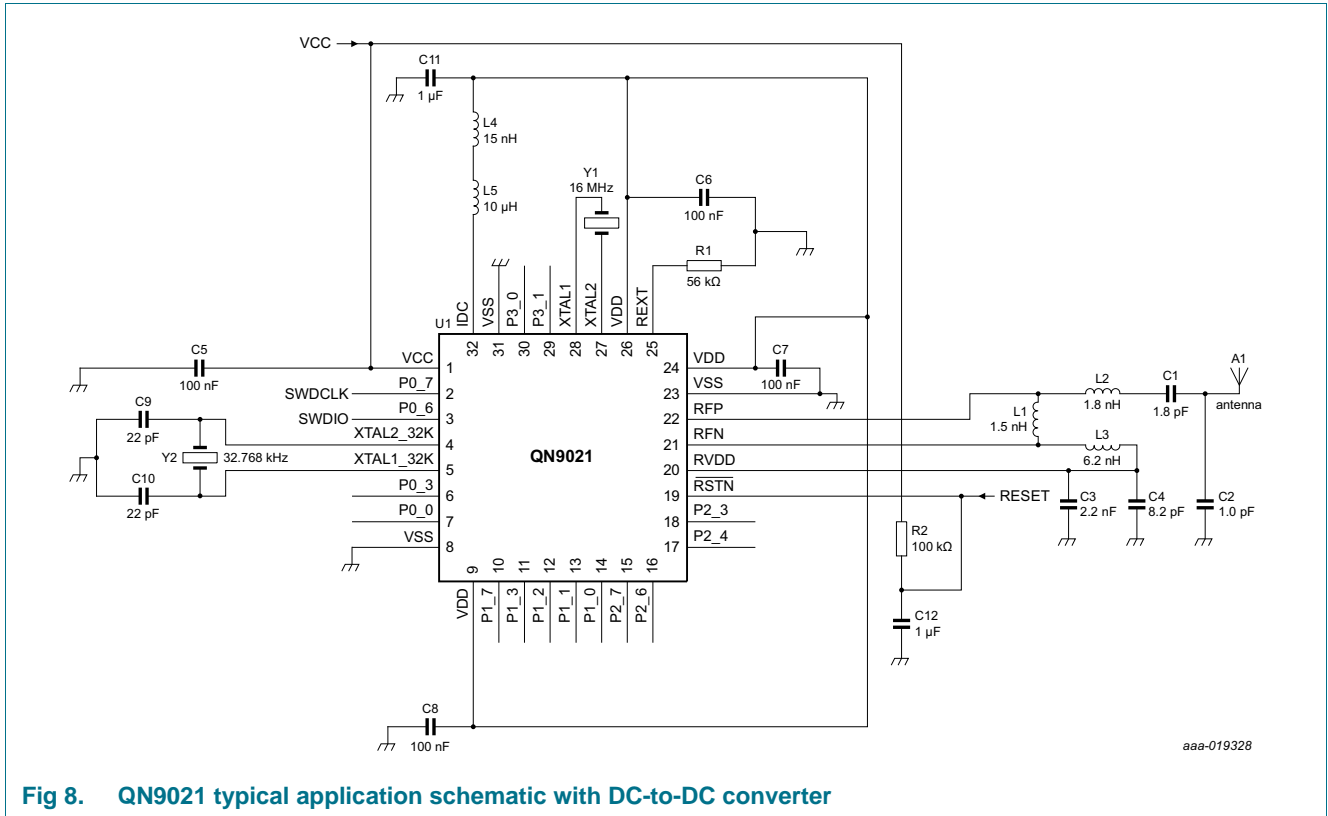 VCC
C11
1 µF
L4
15 nH
L5
10 µH
Y1
16 MHz
C6
100 nF
R1
56 kΩ
U1
IDC
VSS
P3_0
P3_1
XTAL1
XTAL2
VDD
REXT
32
31
30
29
28
27
26
25
C5
100 nF
VCC
1
SWDCLK
P0_7
2
SWDIO
P0_6
3
C9
22 pF
XTAL2_32K
4
Y2
32.768 kHz
XTAL1_32K
5
C10
22 pF
P0_3
6
P0_0
7
VSS
8
QN9021
24
VDD
C7
100 nF
23
VSS
22
RFP
21
RFN
20
RVDD
19
RSTN
RESET
18
P2_3
17
P2_4
L1
1.5 nH
L2
1.8 nH
C1
1.8 pF
A1
antenna
L3
6.2 nH
C3
2.2 nF
C4
8.2 pF
C2
1.0 pF
R2
100 kΩ
C12
1 µF
9
10
11
12
13
14
15
16
VDD
P1_7
P1_3
P1_2
P1_1
P1_0
P2_7
P2_6
C8
100 nF
aaa-019328
Fig 8. QN9021 typical application schematic with DC-to-DC converter